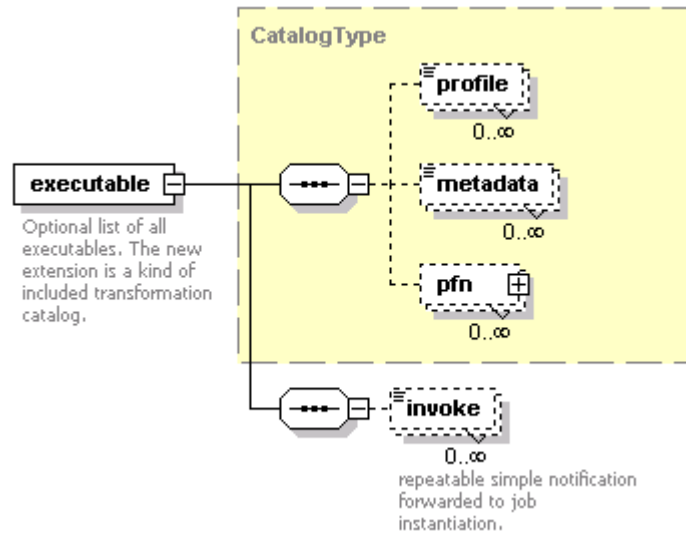 CatalogType
profile
0..∞
executable
metadata
0..∞
Optional list of all
executables. The new
extension is a kind of
included transformation
catalog.
pfn
0..∞
invoke
0..∞
repeatable simple notification
forwarded to job
instantiation.